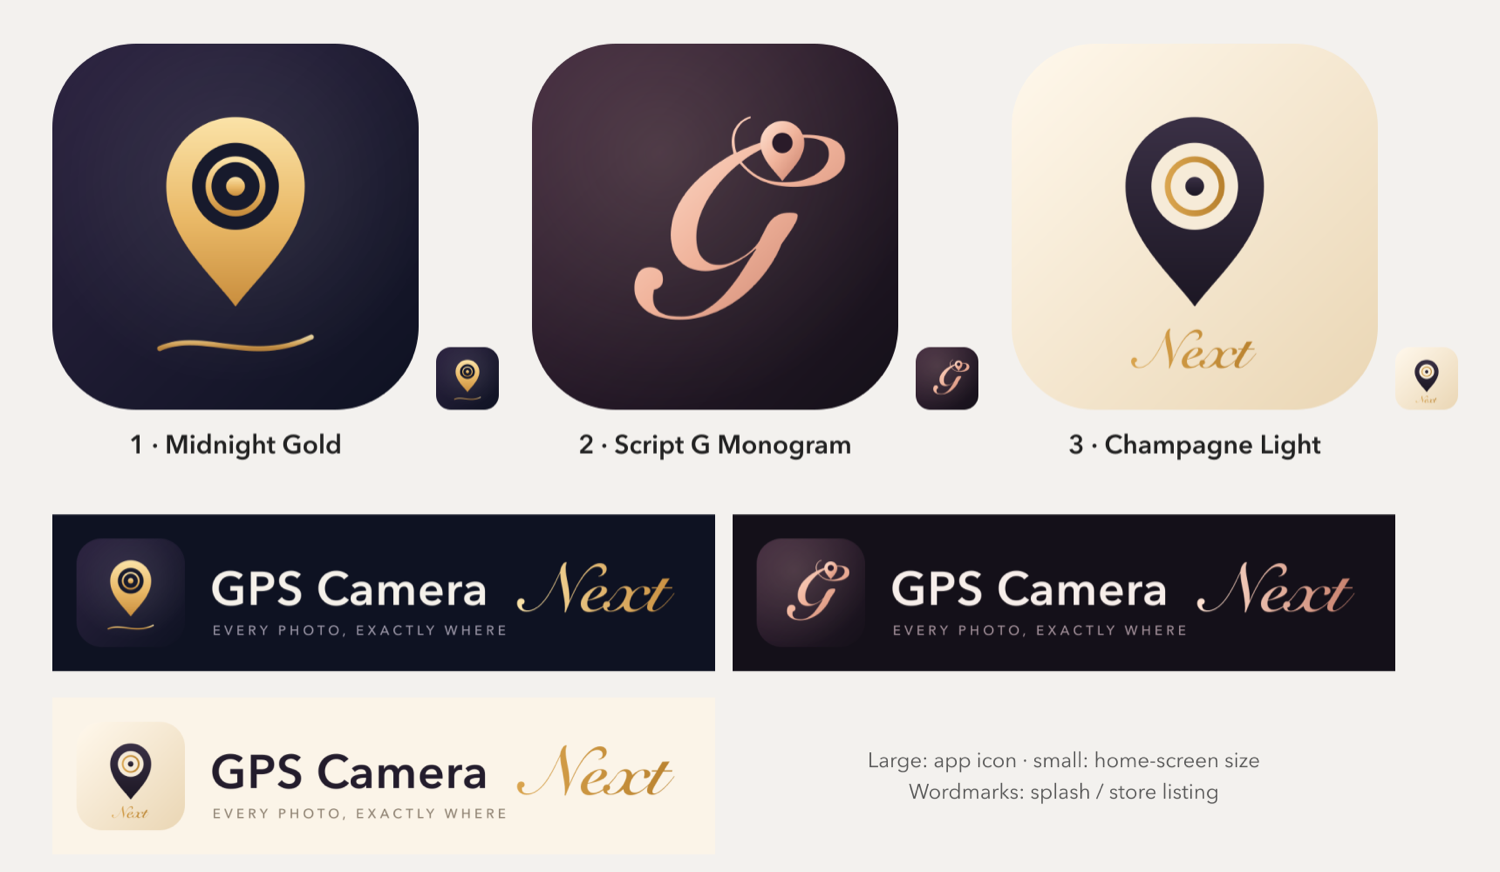 G
Next
Next
G
1 · Midnight Gold
2 · Script G Monogram
3 · Champagne Light
GPS Camera Next
EVERY PHOTO, EXACTLY WHERE
G
GPS Camera Next
EVERY PHOTO, EXACTLY WHERE
GPS Camera Next
EVERY PHOTO, EXACTLY WHERE
Next
Large: app icon · small: home-screen size
Wordmarks: splash / store listing